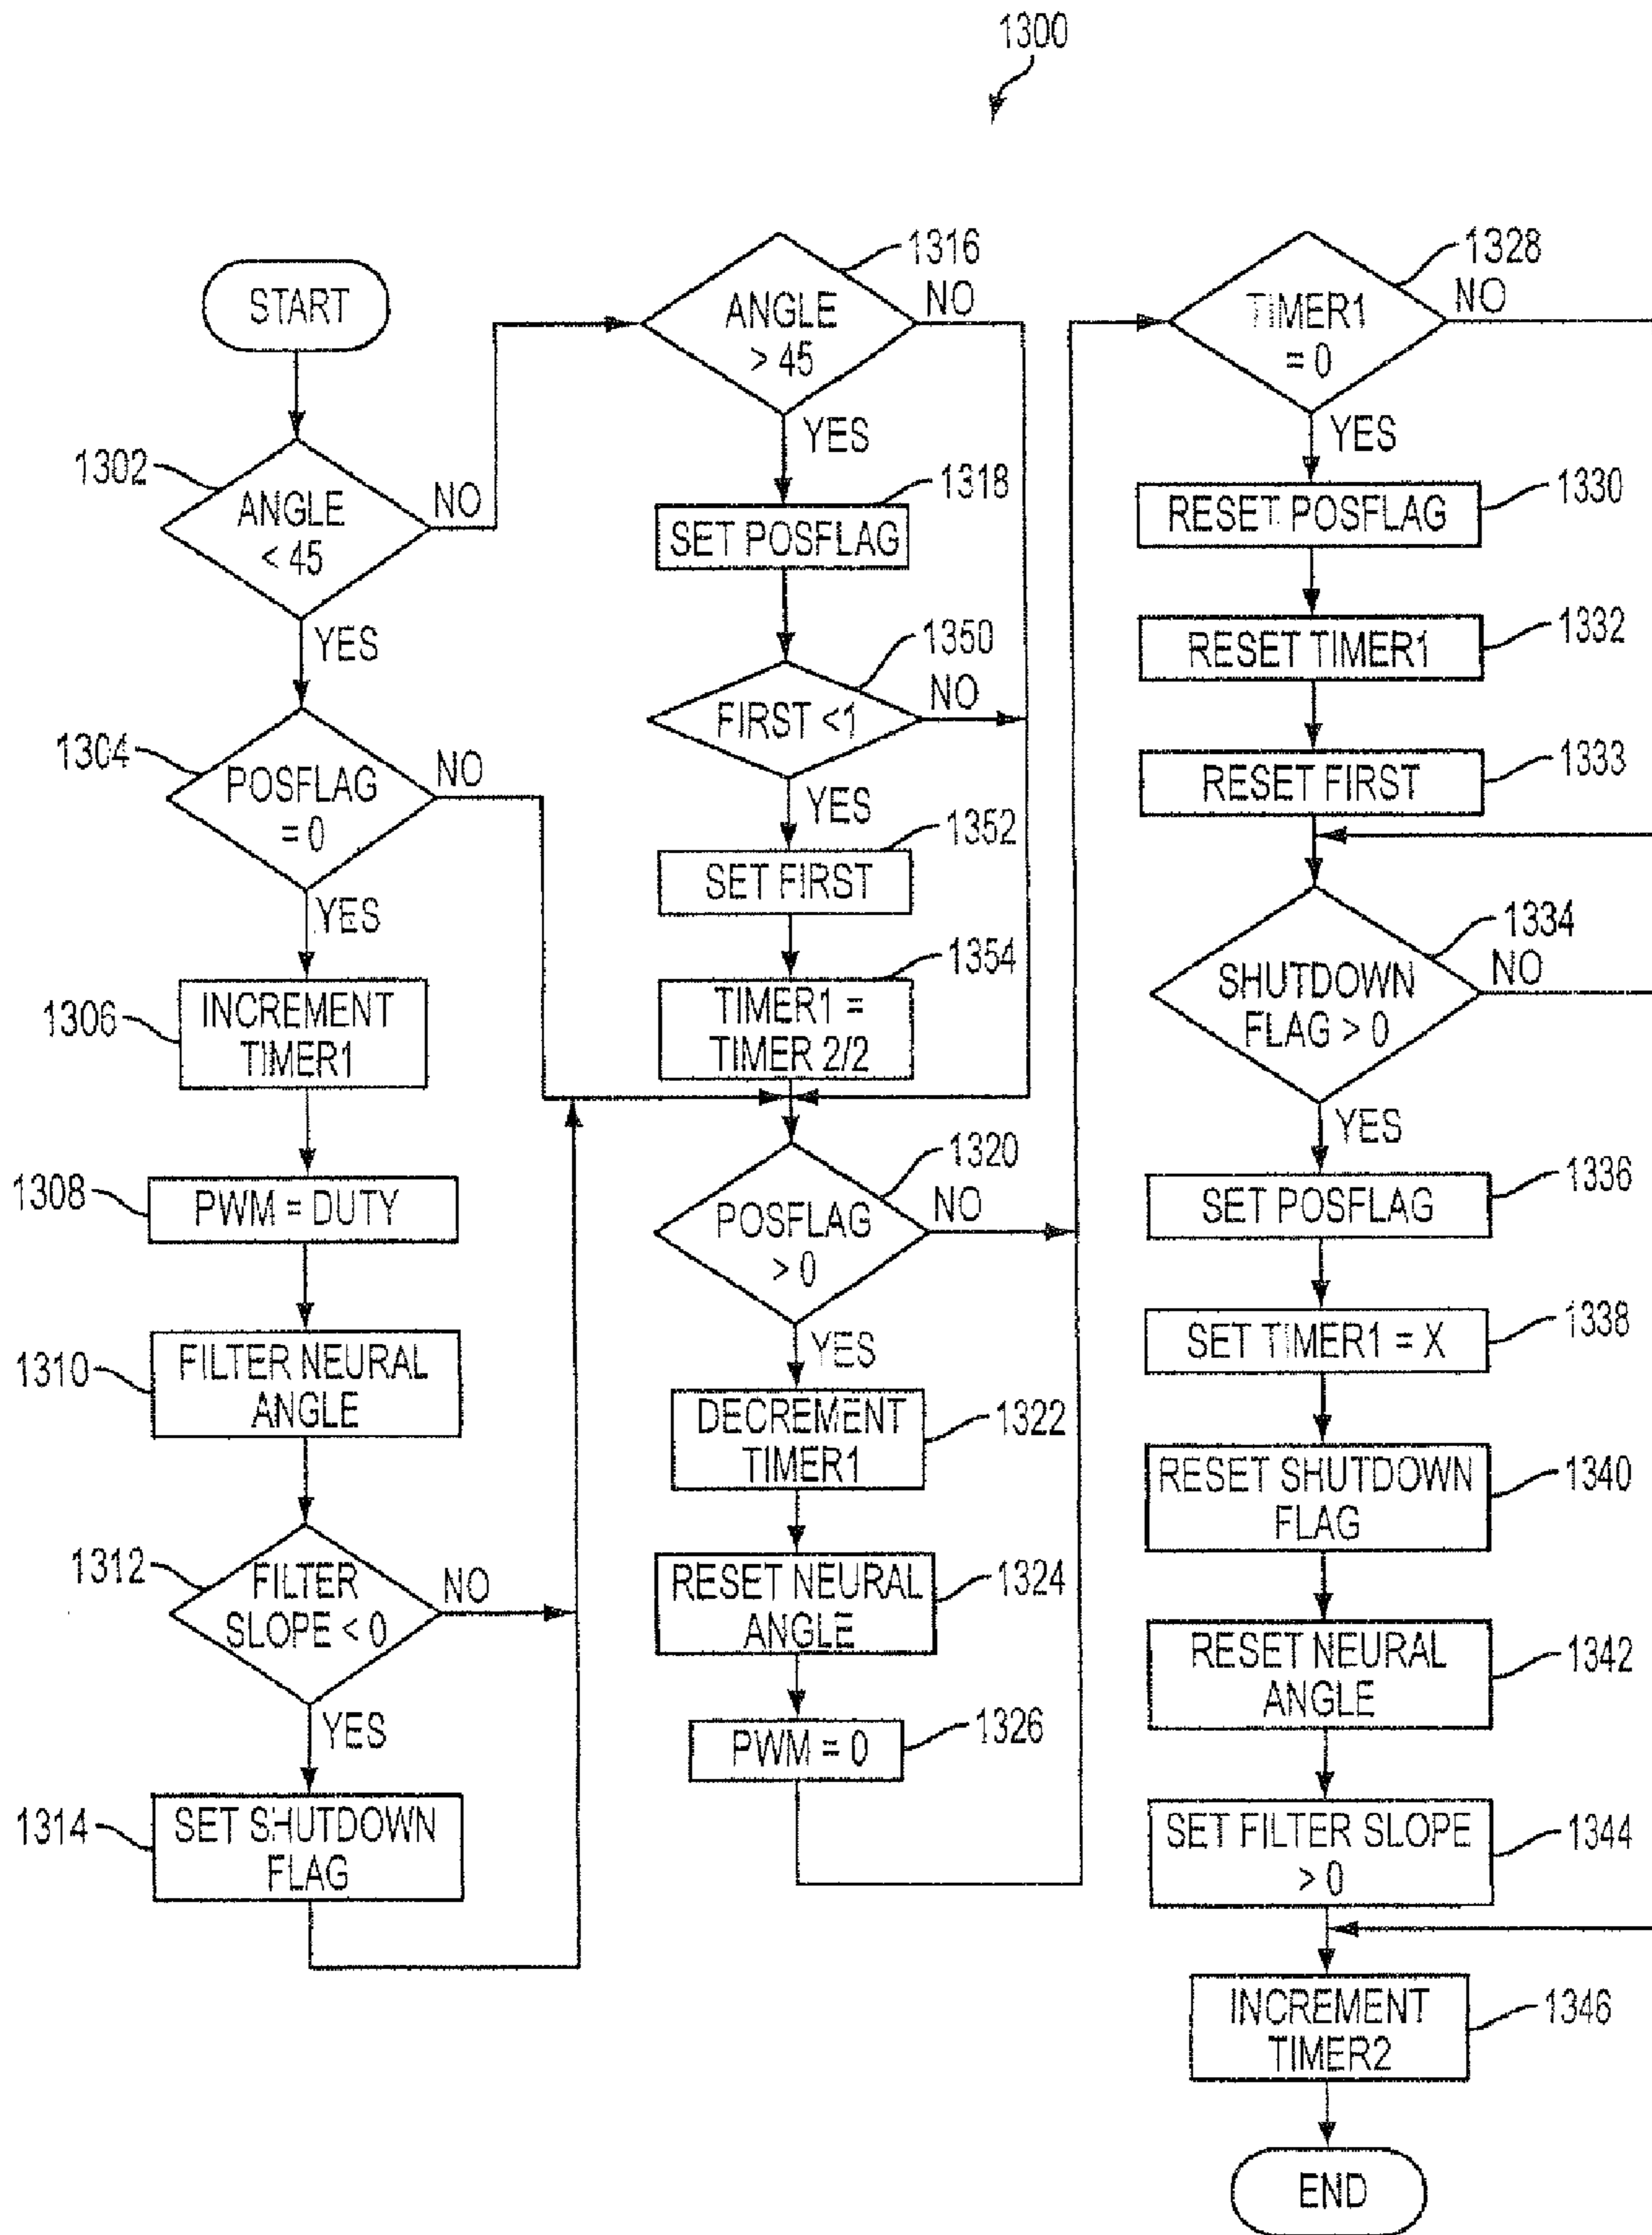 1300
START
1302
ANGLE
< 45
NO
YES
1304
POSFLAG
= 0
NO
YES
1306
INCREMENT
TIMER1
1308
PWM = DUTY
1310
FILTER NEURAL
ANGLE
1312
FILTER
SLOPE < 0
NO
YES
1314
SET SHUTDOWN
FLAG
1316
ANGLE
> 45
NO
YES
1318
SET POSFLAG
1350
FIRST <1
NO
YES
1352
SET FIRST
1354
TIMER1 =
TIMER 2/2
1320
POSFLAG
> 0
NO
YES
DECREMENT
TIMER1
1322
RESET NEURAL
ANGLE
1324
PWM = 0
1326
1328
TIMER1
= 0
NO
YES
RESET POSFLAG
1330
RESET TIMER1
1332
RESET FIRST
1333
1334
SHUTDOWN
FLAG > 0
NO
YES
SET POSFLAG
1336
SET TIMER1 = X
1338
RESET SHUTDOWN
FLAG
1340
RESET NEURAL
ANGLE
1342
SET FILTER SLOPE
> 0
1344
INCREMENT
TIMER2
1346
END